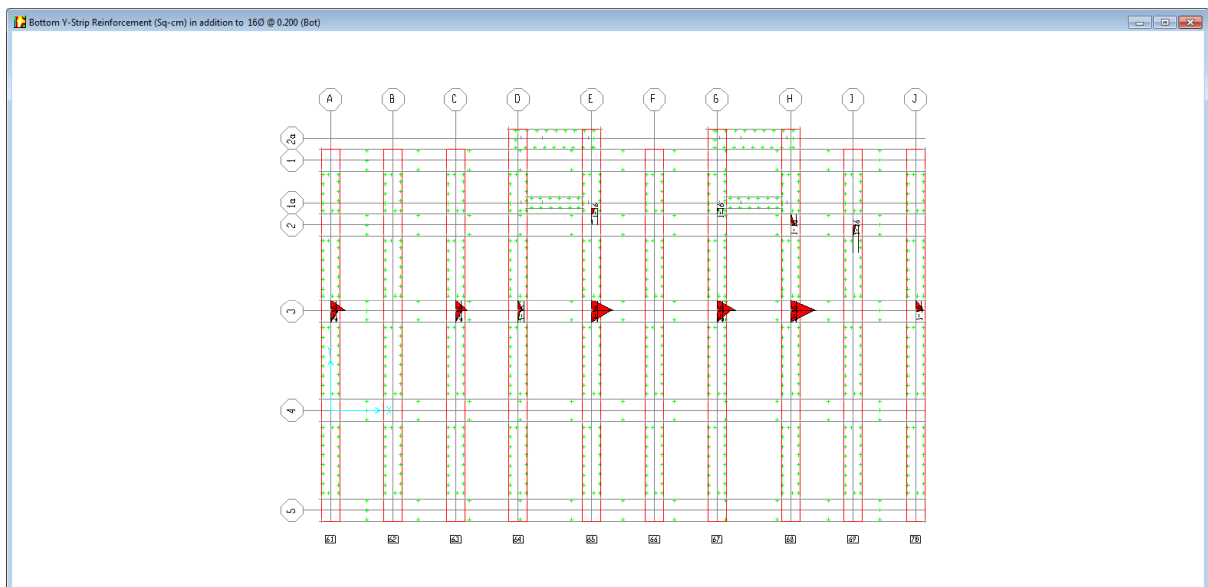 Bottom Y-Strip Reinforcement (Sq-cm) in addition to 16Ø @ 0.200 (Bot)
A B C D E F G H I J
2a
1
1a
2
3
Y
4
X
5
61 62 63 64 65 66 67 68 69 70